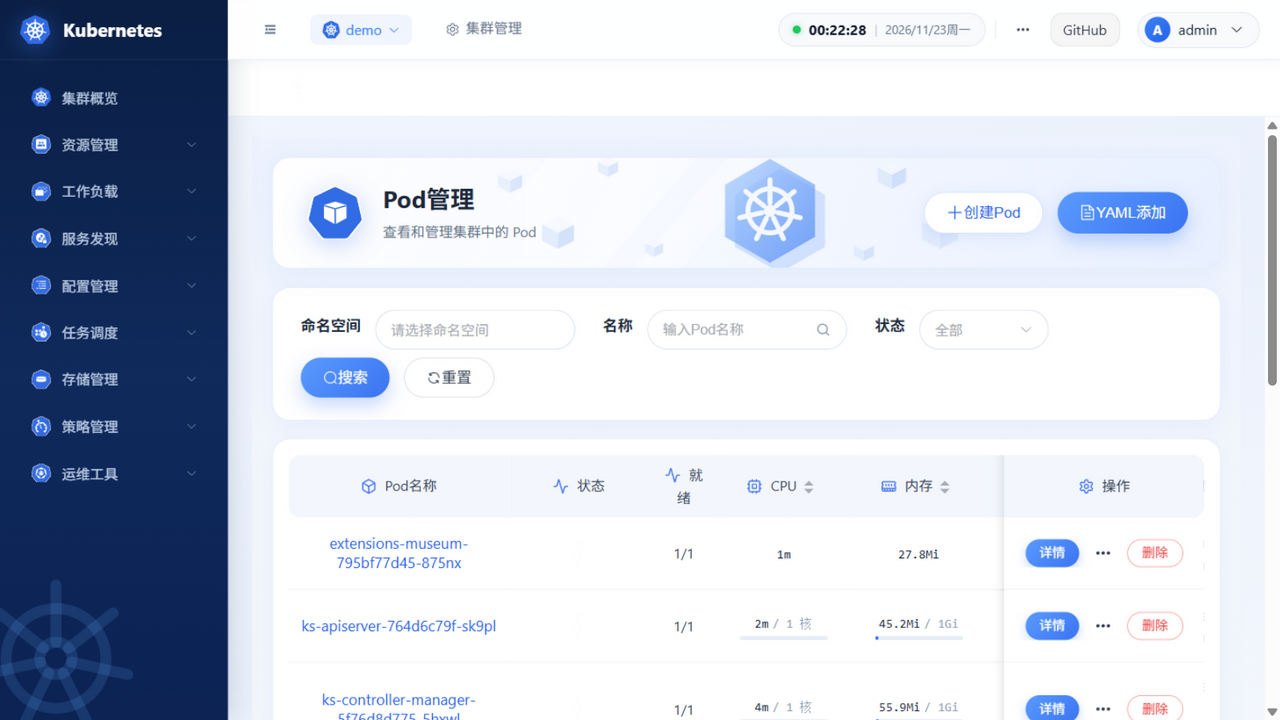 Kubernetes
demo
集群管理
00:22:28
2026/11/23周一
GitHub
A
admin
集群概览
资源管理
工作负载
服务发现
配置管理
任务调度
存储管理
策略管理
运维工具
Pod管理
查看和管理集群中的 Pod
创建Pod
YAML添加
命名空间
请选择命名空间
名称
输入Pod名称
状态
全部
搜索
重置
Pod名称
状态
就
绪
CPU
内存
操作
extensions-museum-
795bf77d45-875nx
1/1
1m
27.8Mi
详情
删除
ks-apiserver-764d6c79f-sk9pl
1/1
2m / 1 核
45.2Mi / 1Gi
详情
删除
ks-controller-manager-
5f76d8d775-5bxwl
1/1
4m / 1 核
55.9Mi / 1Gi
详情
删除